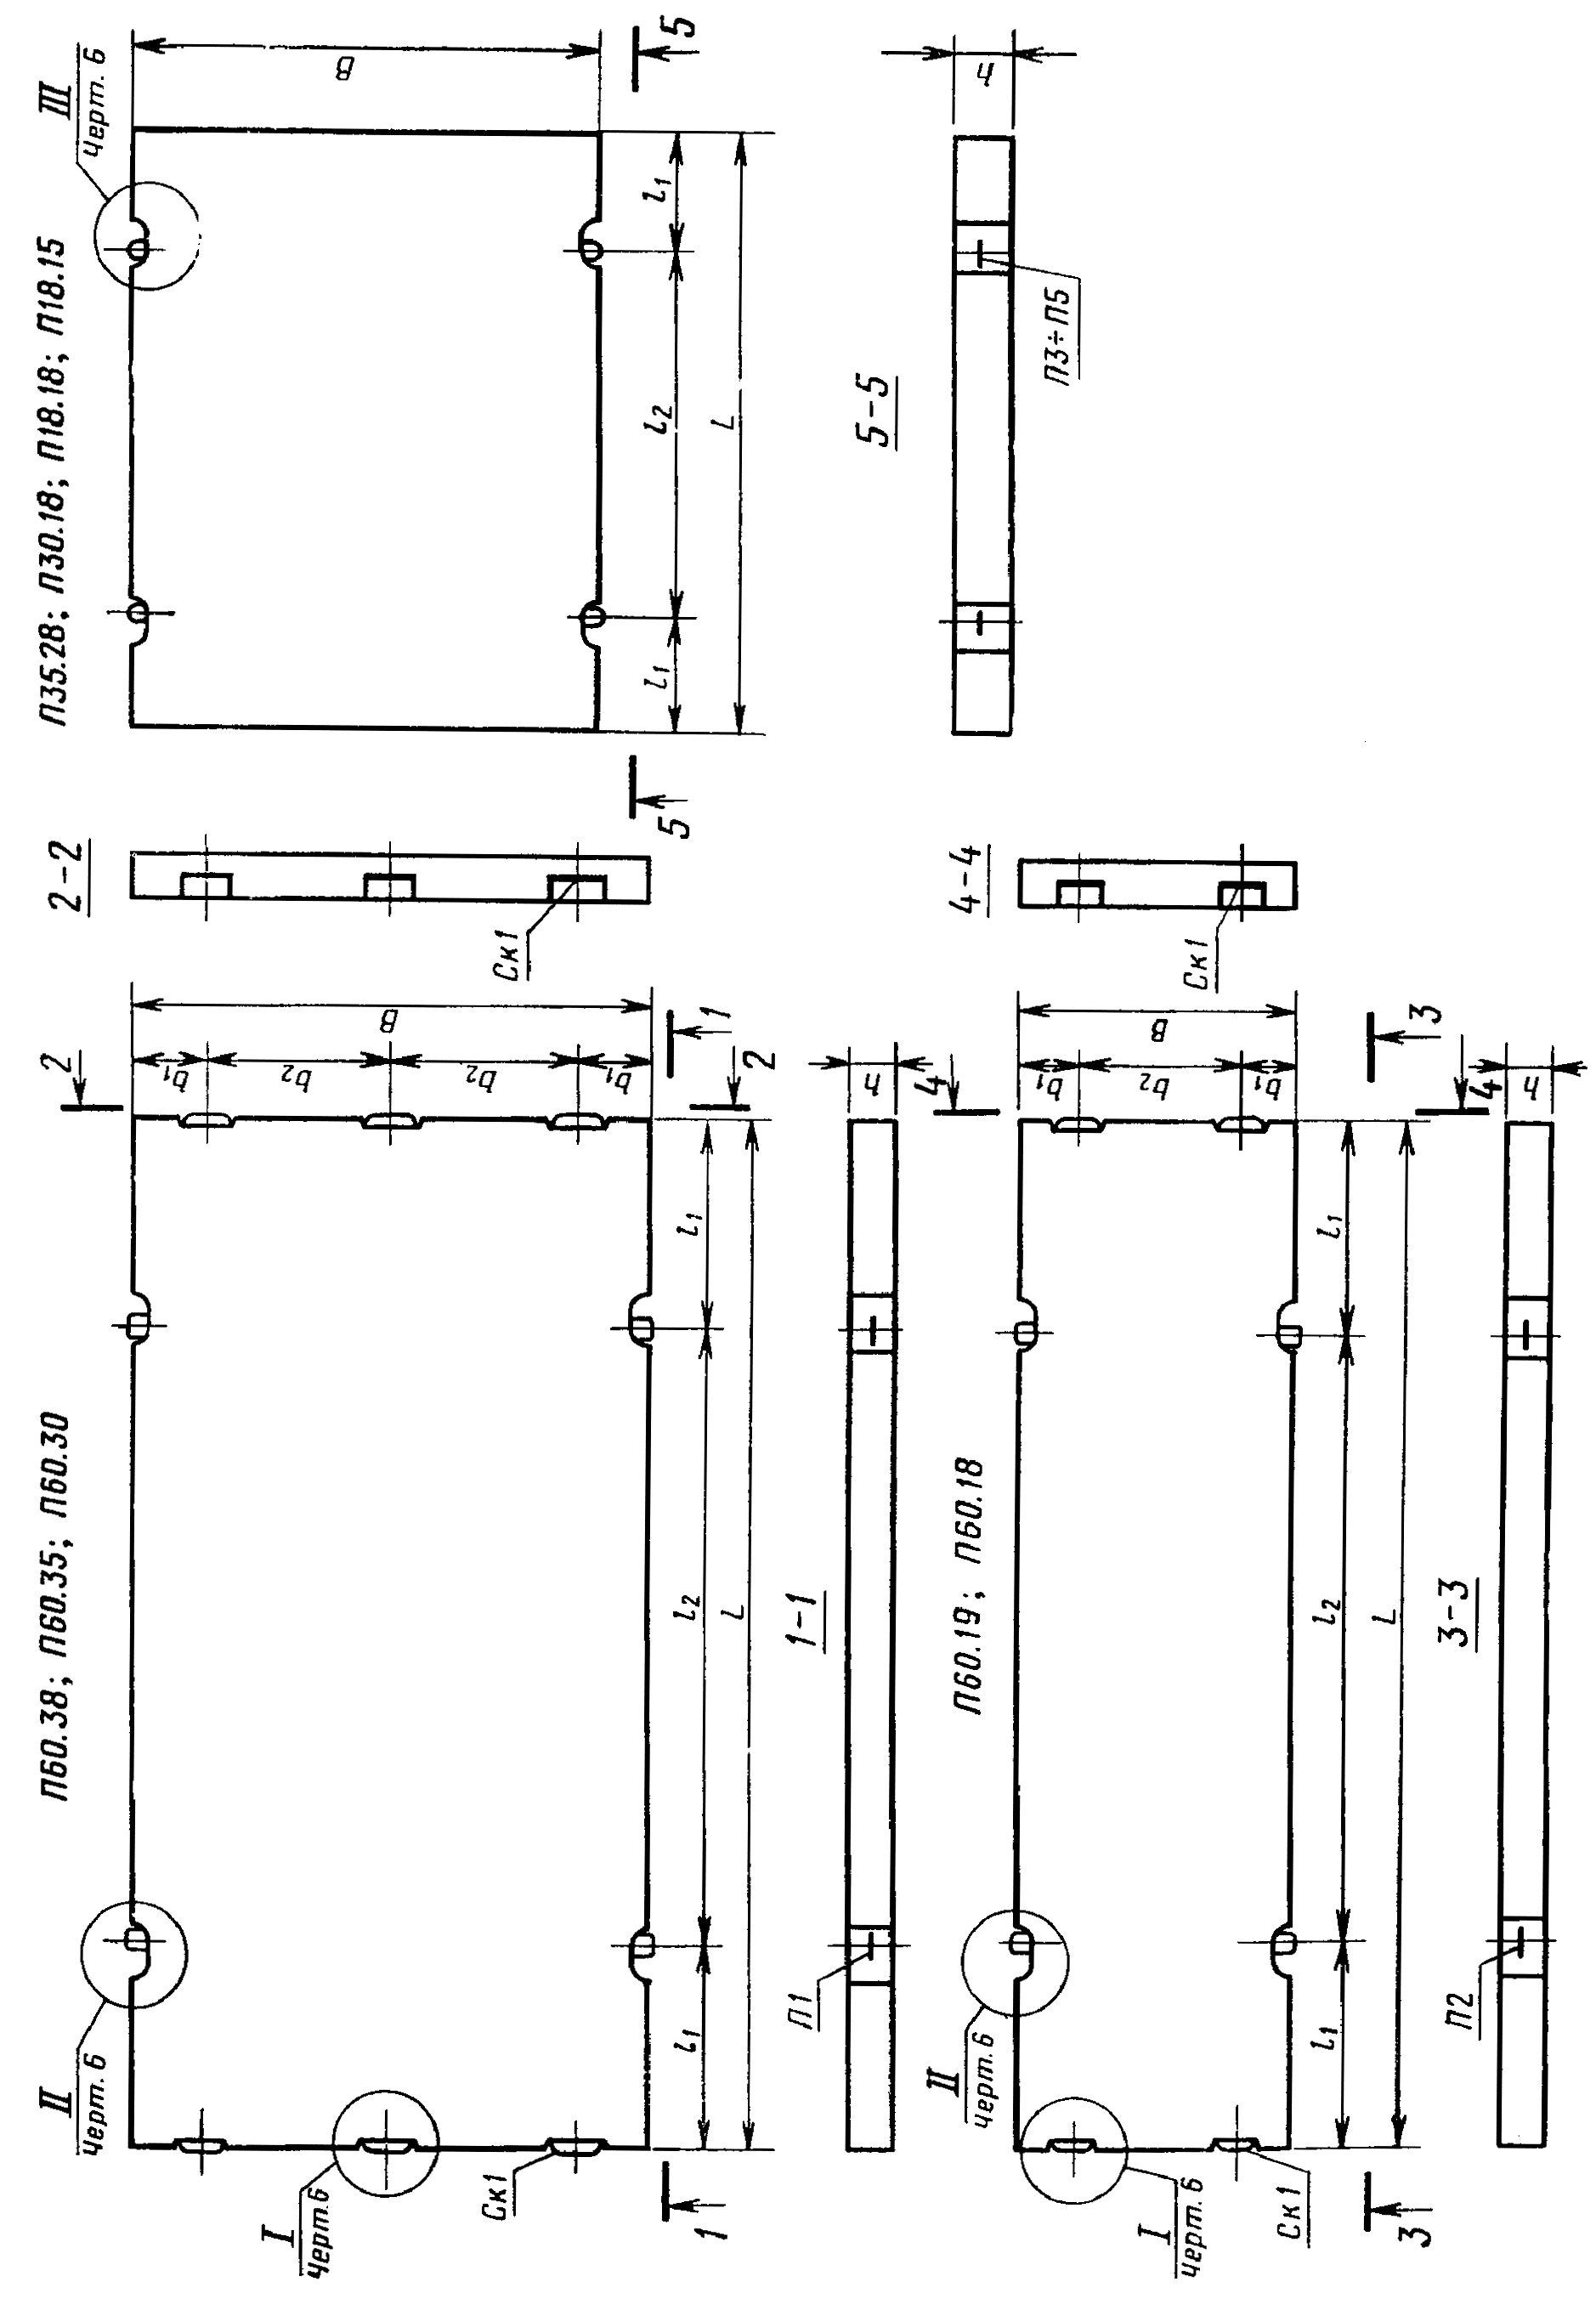 П60.38; П60.35; П60.30
II
Черт. 6
I
Черт. 6
Ск1
b₁
b₂
b₂
b₁
B
l₁
l₂
l₁
L
1
1
2
2
2-2
Ск1
1-1
П1
h
П35.28; П30.18; П18.18; П18.15
III
Черт. 6
B
l₁
l₂
l₁
L
5
5
5-5
П3÷П5
h
П60.19; П60.18
II
Черт. 6
I
Черт. 6
Ск1
b₁
b₂
b₁
B
l₁
l₂
l₁
L
3
3
4
4
4-4
Ск1
3-3
П2
h